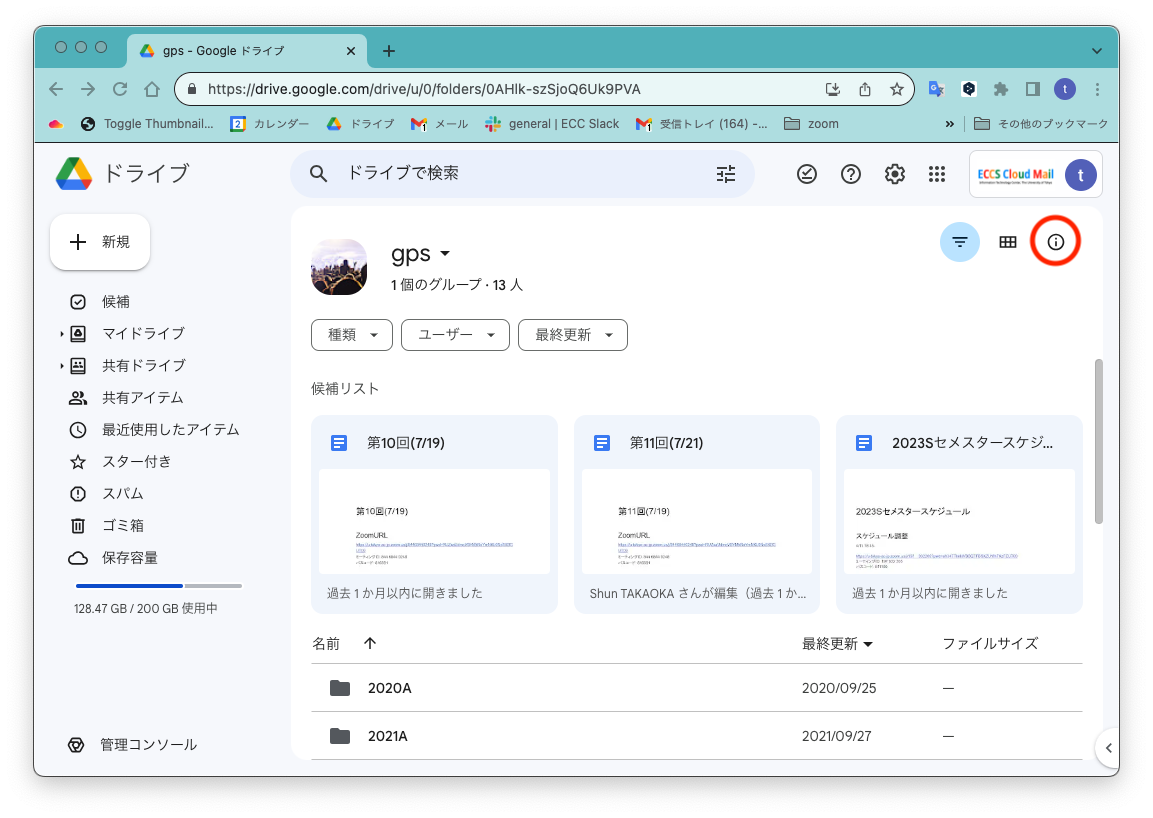 gps - Google ドライブ
https://drive.google.com/drive/u/0/folders/0AHlk-szSjoQ6Uk9PVA
t
Toggle Thumbnail...
2 カレンダー
ドライブ
メール
general | ECC Slack
受信トレイ (164) -...
zoom
»
その他のブックマーク
ドライブ
ドライブで検索
ECCS Cloud Mail
Information Technology Center, The University of Tokyo
t
新規
候補
マイドライブ
共有ドライブ
共有アイテム
最近使用したアイテム
スター付き
スパム
ゴミ箱
保存容量
128.47 GB / 200 GB 使用中
管理コンソール
gps
1 個のグループ · 13 人
種類
ユーザー
最終更新
候補リスト
第10回(7/19)
第10回(7/19)
ZoomURL
過去 1 か月以内に開きました
第11回(7/21)
第11回(7/19)
ZoomURL
Shun TAKAOKA さんが編集（過去 1 か...
2023Sセメスタースケジ...
2023Sセメスタースケジュール
スケジュール調整
過去 1 か月以内に開きました
名前
最終更新
ファイルサイズ
2020A
2020/09/25
—
2021A
2021/09/27
—